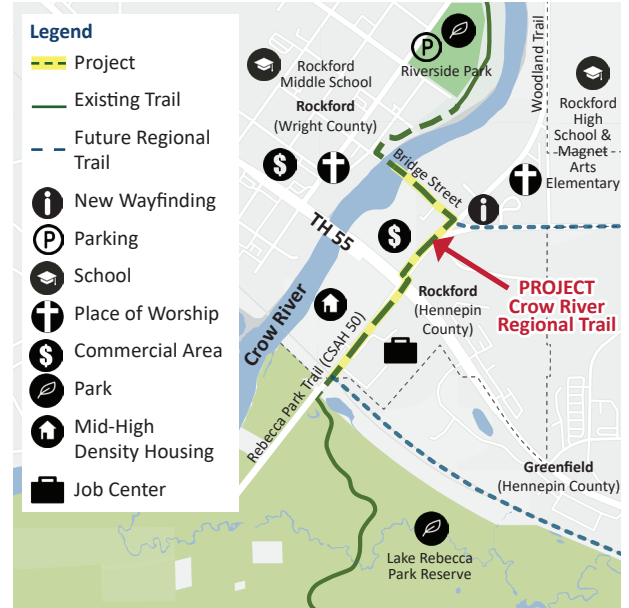 Legend
Project
Existing Trail
Future Regional
Trail
New Wayfinding
P
Parking
School
Place of Worship
$
Commercial Area
Park
Mid-High
Density Housing
Job Center
P
Riverside Park
Rockford
Middle School
Rockford
(Wright County)
Woodland Trail
Rockford
High
School &
Magnet
Arts
Elementary
Bridge Street
$
TH 55
$
i
Crow River
PROJECT
Crow River
Regional Trail
Rockford
(Hennepin
County)
Rebecca Park Trail (CSAH 50)
Greenfield
(Hennepin County)
Lake Rebecca
Park Reserve